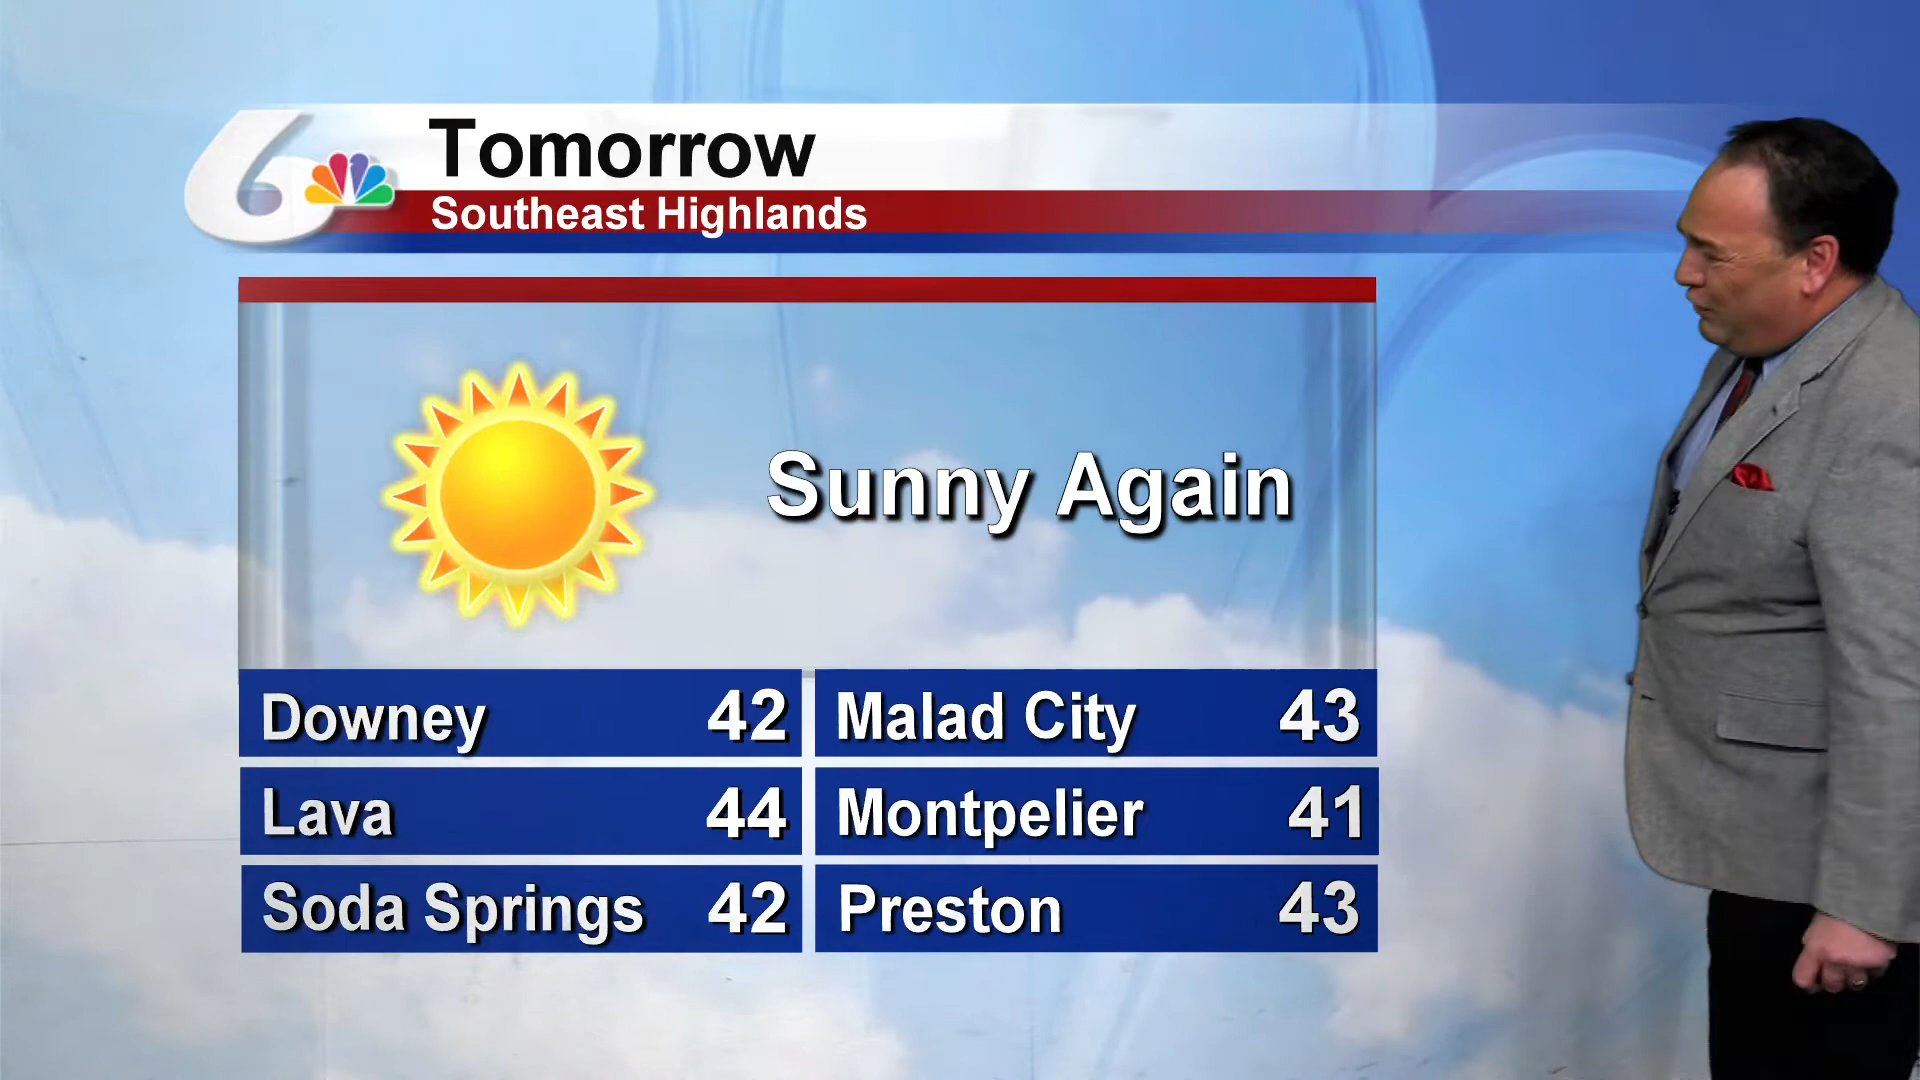 6
Tomorrow
Southeast Highlands
Sunny Again
Downey 42 Malad City 43
Lava 44 Montpelier 41
Soda Springs 42 Preston 43